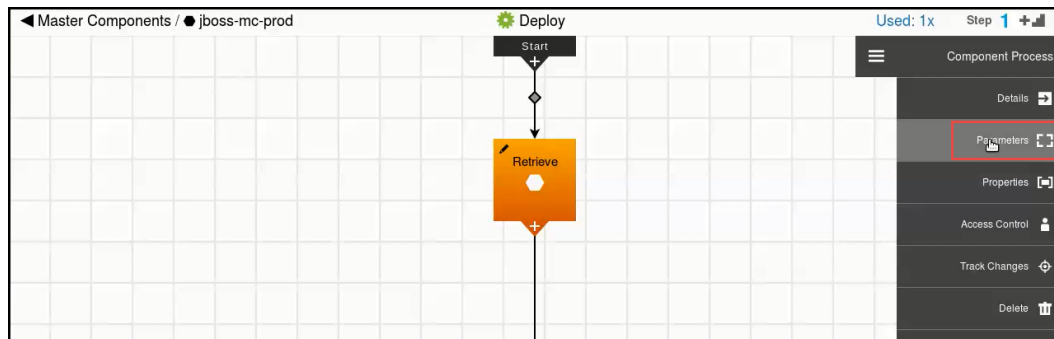 Master Components / jboss-mc-prod
Deploy
Used: 1x
Step 1
Start
Component Process
Details
Parameters
Retrieve
Properties
Access Control
Track Changes
Delete